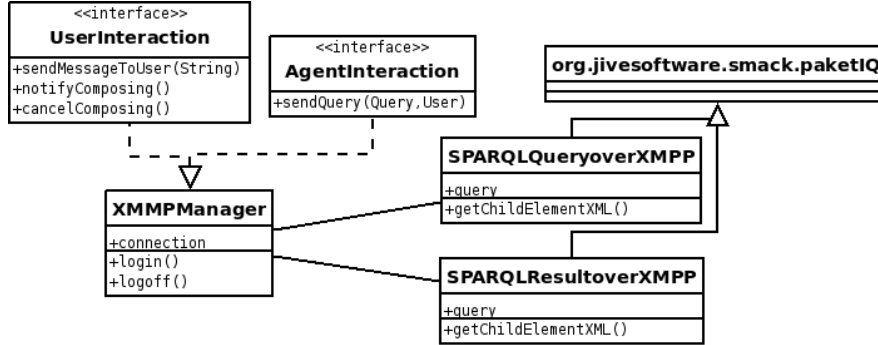 <<interface>>
UserInteraction
+sendMessageToUser(String)
+notifyComposing()
+cancelComposing()
<<interface>>
AgentInteraction
+sendQuery(Query,User)
org.jivesoftware.smack.paketIQ
SPARQLQueryoverXMPP
+query
+getChildElementXML()
XMMPManager
+connection
+login()
+logoff()
SPARQLResultoverXMPP
+query
+getChildElementXML()